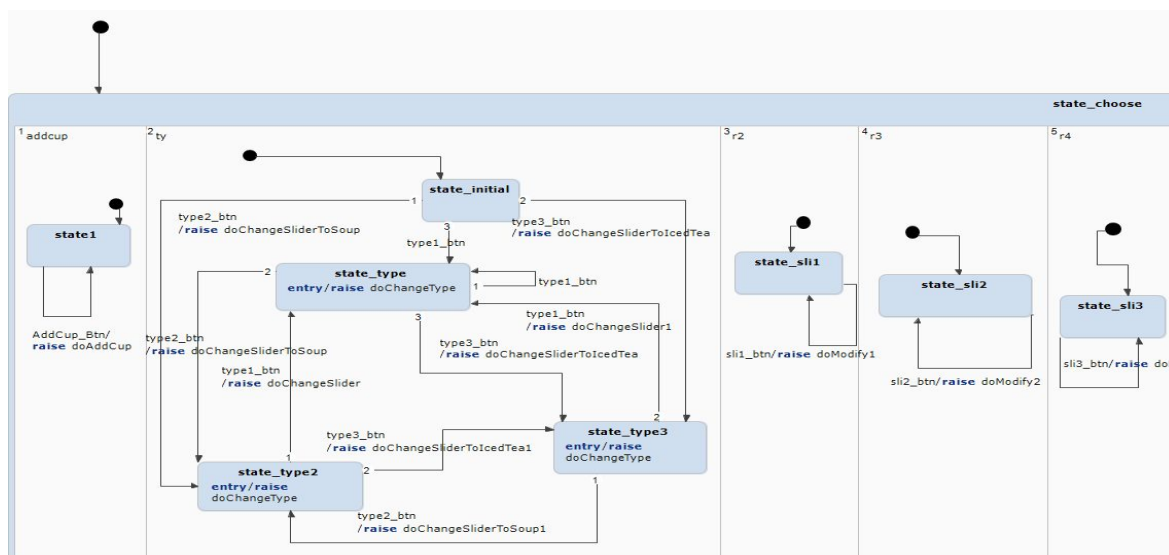 state_choose
1 addcup
2 ty
3 r2
4 r3
5 r4
state_initial
1
2
3
type2_btn
/raise doChangeSliderToSoup
type3_btn
/raise doChangeSliderToIcedTea
type1_btn
state1
AddCup_Btn/
raise doAddCup
state_type
entry/raise doChangeType
2
1
3
type1_btn
type2_btn
/raise doChangeSliderToSoup
type1_btn
/raise doChangeSlider
type1_btn
/raise doChangeSlider1
type3_btn
/raise doChangeSliderToIcedTea
type3_btn
/raise doChangeSliderToIcedTea1
state_type3
entry/raise
doChangeType
2
1
state_type2
entry/raise
doChangeType
1
2
type2_btn
/raise doChangeSliderToSoup1
state_sli1
sli1_btn/raise doModify1
state_sli2
sli2_btn/raise doModify2
state_sli3
sli3_btn/raise